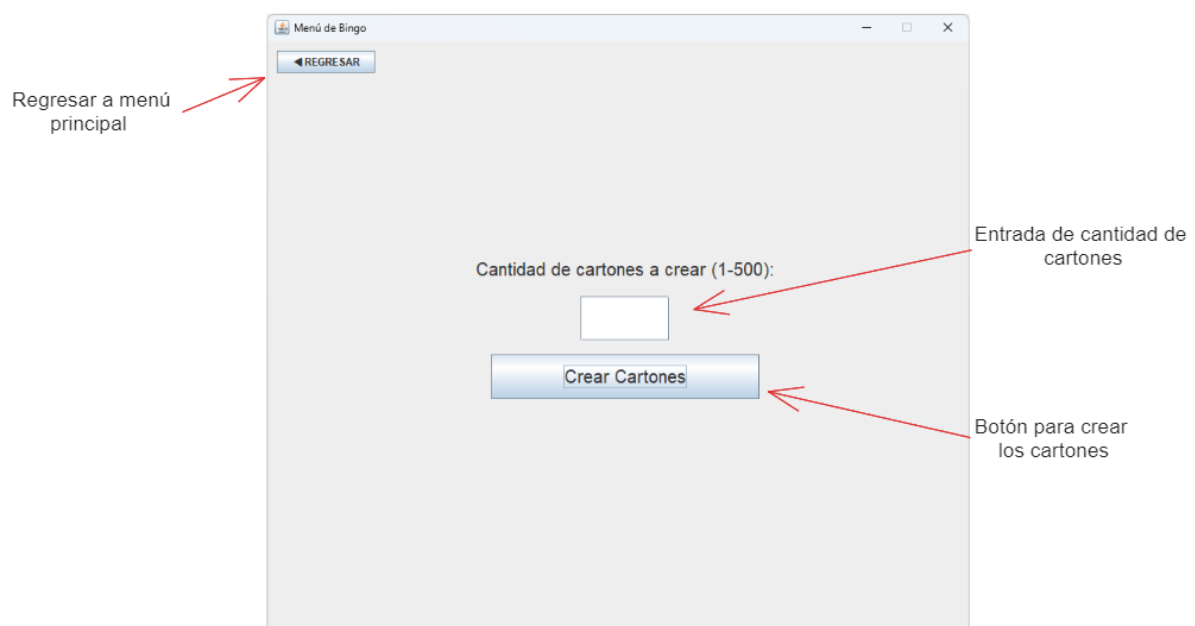 Menú de Bingo
◀REGRESAR
Regresar a menú
principal
Entrada de cantidad de
cartones
Cantidad de cartones a crear (1-500):
Crear Cartones
Botón para crear
los cartones